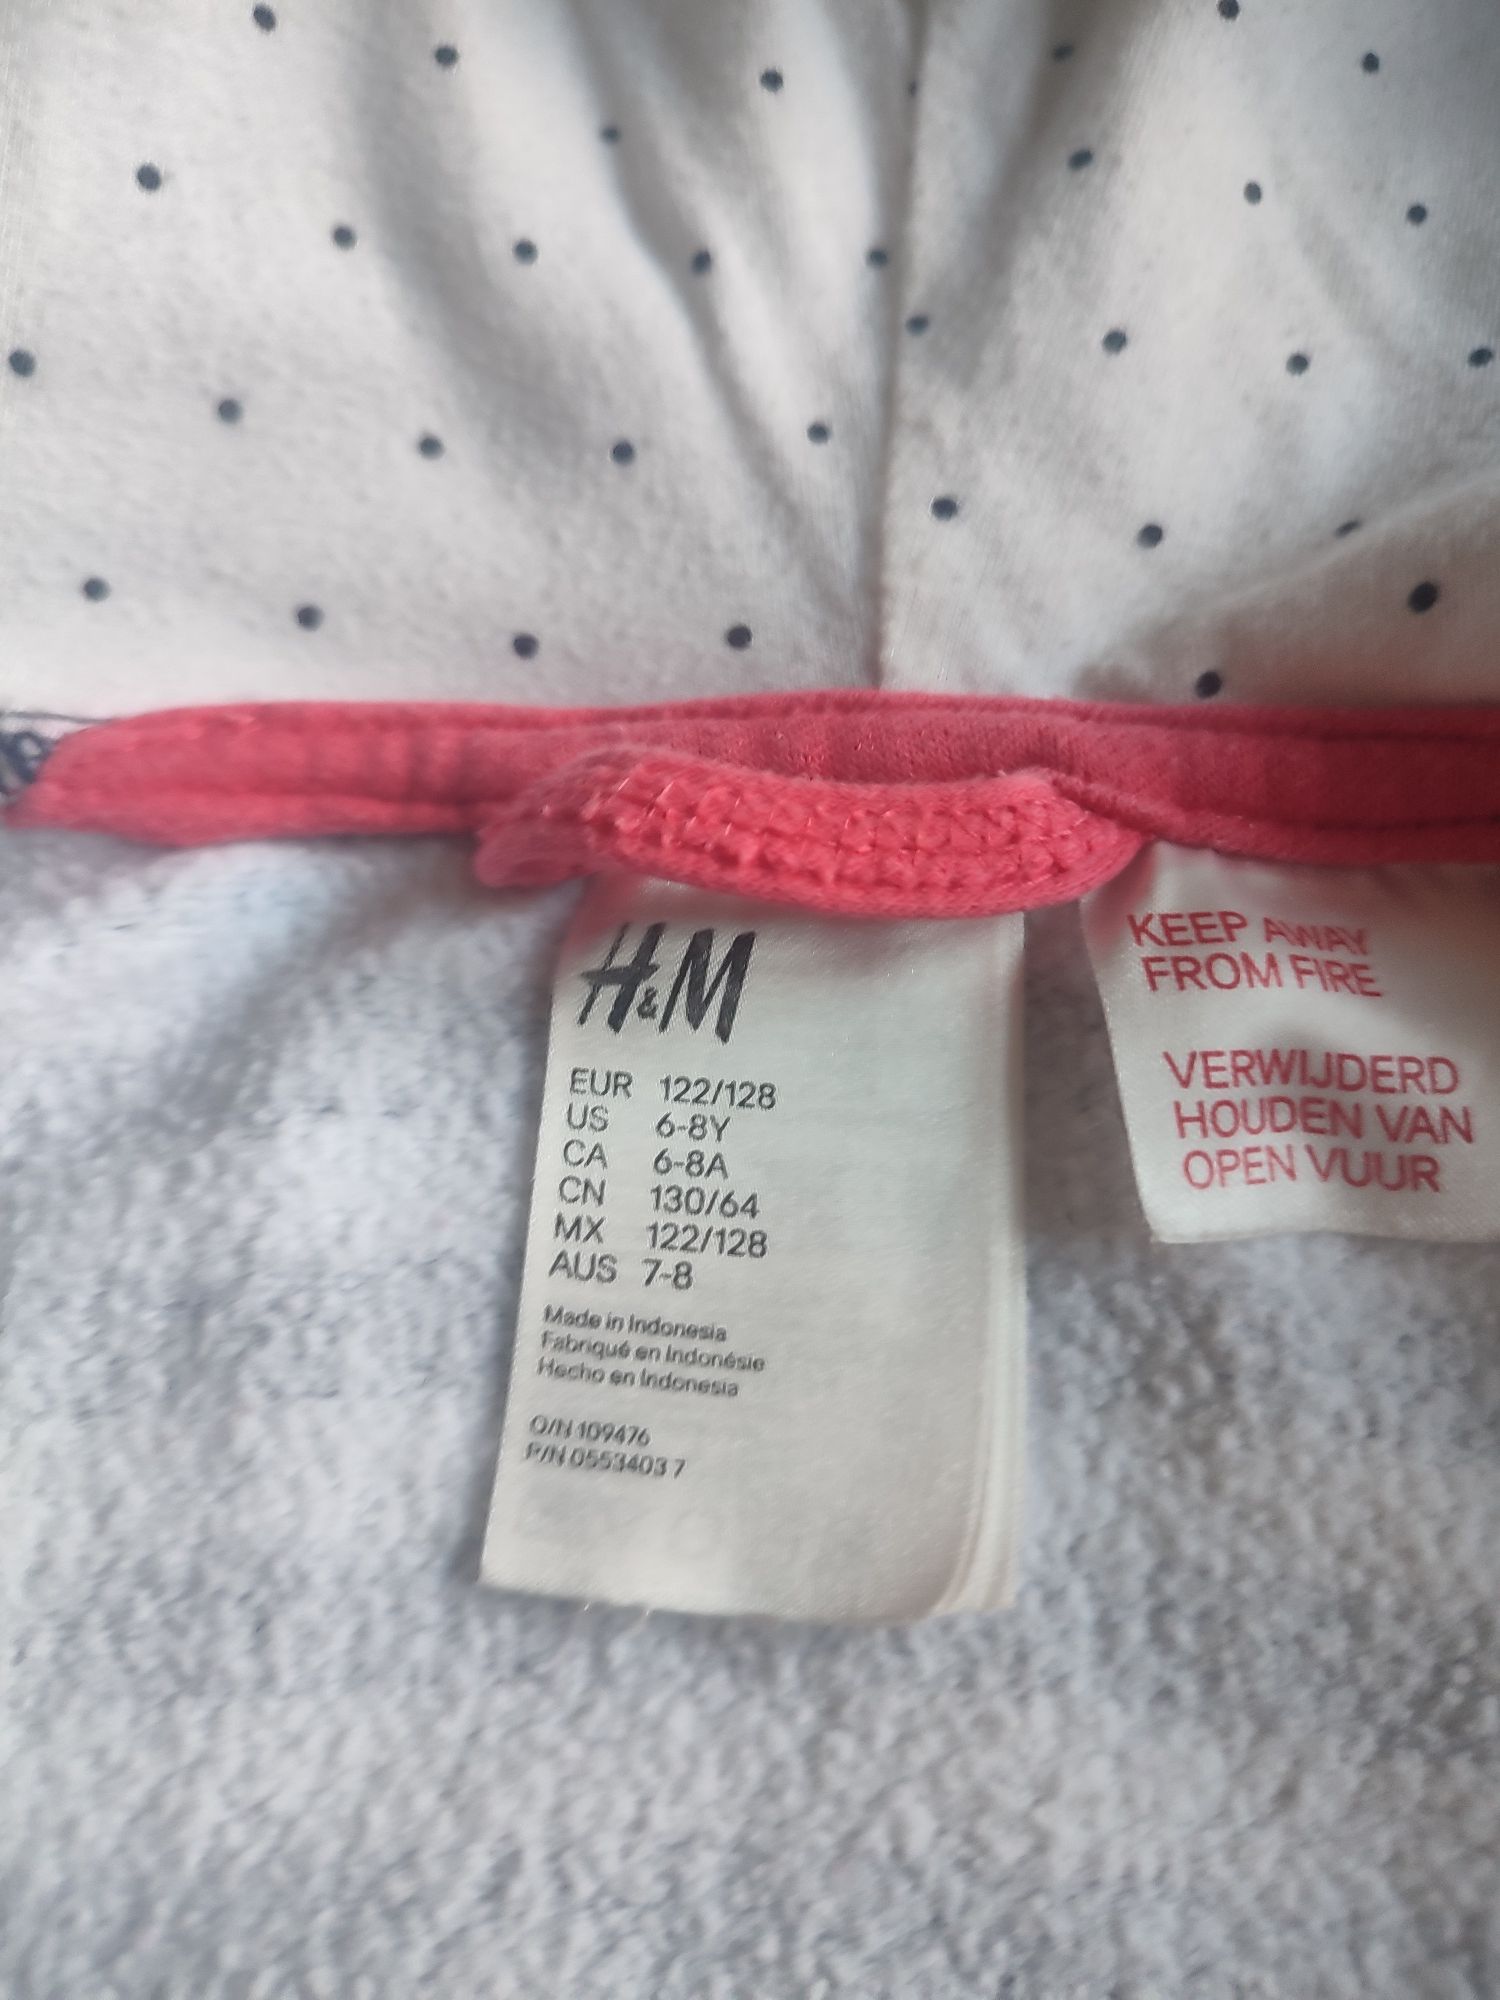 H&M
EUR 122/128
US 6-8Y
CA 6-8A
CN 130/64
MX 122/128
AUS 7-8
Made in Indonesia
Fabriqué en Indonésie
Hecho en Indonesia
O/N 109476
P/N 0553403 7
KEEP AWAY
FROM FIRE
VERWIJDERD
HOUDEN VAN
OPEN VUUR